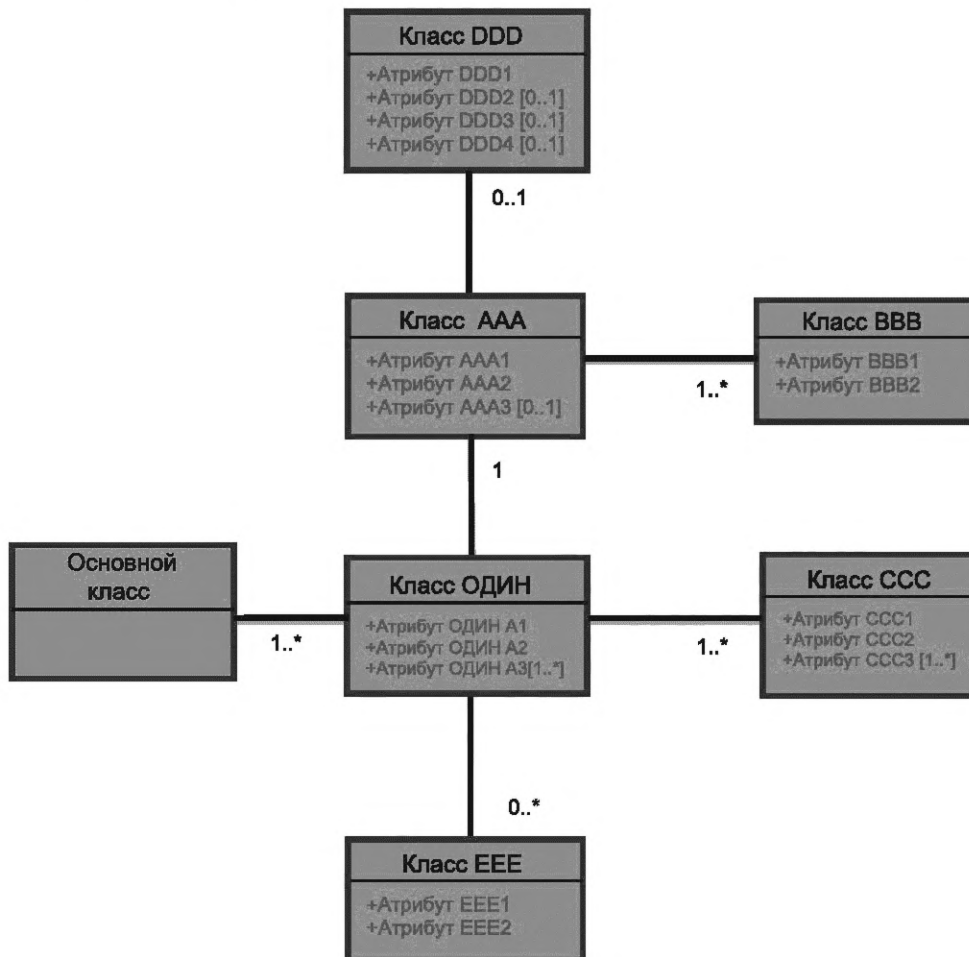 Класс DDD
+Атрибут DDD1
+Атрибут DDD2 [0..1]
+Атрибут DDD3 [0..1]
+Атрибут DDD4 [0..1]
0..1
Класс AAA
+Атрибут AAA1
+Атрибут AAA2
+Атрибут AAA3 [0..1]
1..*
Класс BBB
+Атрибут BBB1
+Атрибут BBB2
1
Основной
класс
1..*
Класс ОДИН
+Атрибут ОДИН A1
+Атрибут ОДИН A2
+Атрибут ОДИН A3[1..*]
1..*
Класс CCC
+Атрибут CCC1
+Атрибут CCC2
+Атрибут CCC3 [1..*]
0..*
Класс EEE
+Атрибут EEE1
+Атрибут EEE2